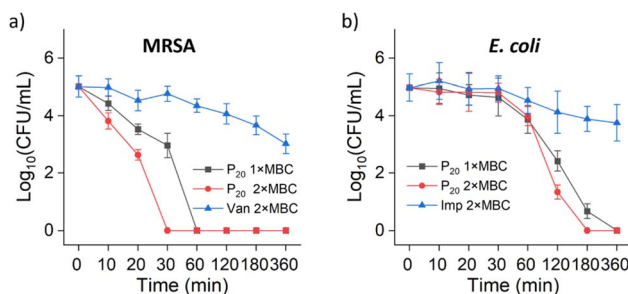 a)
MRSA
Log10(CFU/mL)
6
4
2
0
P20 1×MBC
P20 2×MBC
Van 2×MBC
0 10 20 30 60 120 180 360
Time (min)
b)
E. coli
Log10(CFU/mL)
6
4
2
0
P20 1×MBC
P20 2×MBC
Imp 2×MBC
0 10 20 30 60 120 180 360
Time (min)